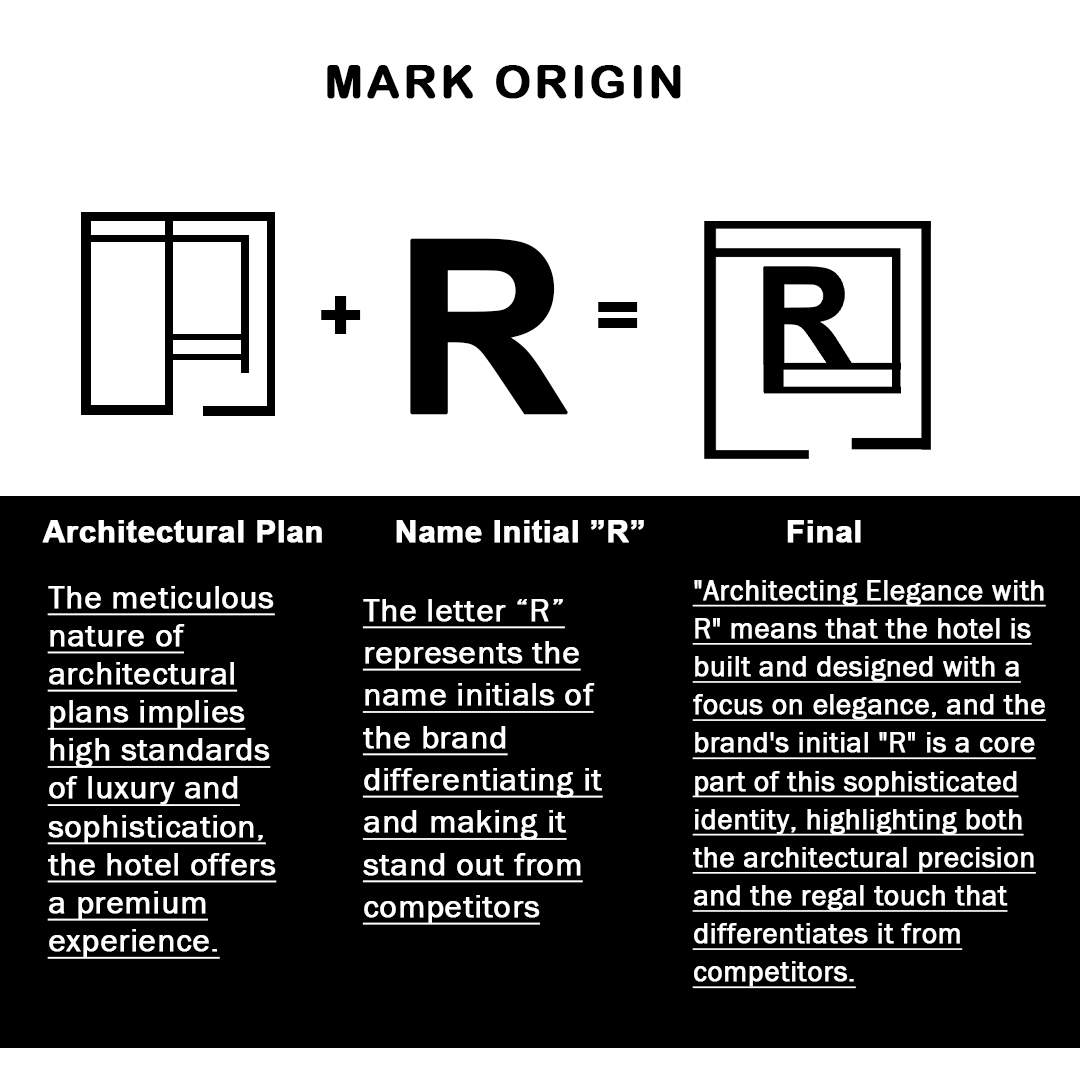 MARK ORIGIN
+ R = R
Architectural Plan
The meticulous
nature of
architectural
plans implies
high standards
of luxury and
sophistication,
the hotel offers
a premium
experience.
Name Initial ”R”
The letter “R”
represents the
name initials of
the brand
differentiating it
and making it
stand out from
competitors
Final
"Architecting Elegance with
R" means that the hotel is
built and designed with a
focus on elegance, and the
brand's initial "R" is a core
part of this sophisticated
identity, highlighting both
the architectural precision
and the regal touch that
differentiates it from
competitors.